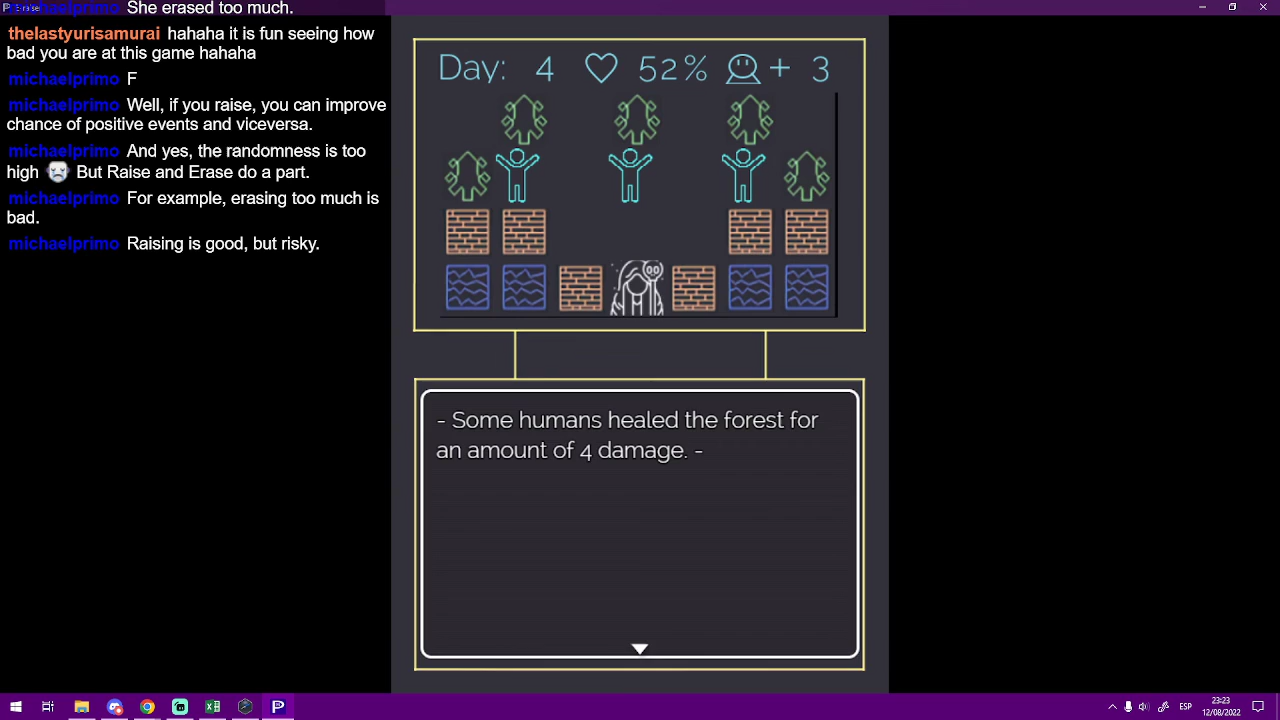 michaelprimo She erased too much.
thelastyurisamurai hahaha it is fun seeing how
bad you are at this game hahaha
michaelprimo F
michaelprimo Well, if you raise, you can improve
chance of positive events and viceversa.
michaelprimo And yes, the randomness is too
high But Raise and Erase do a part.
michaelprimo For example, erasing too much is
bad.
michaelprimo Raising is good, but risky.
Day: 4 52% + 3
- Some humans healed the forest for
an amount of 4 damage. -
ESP
23:23
12/08/2022